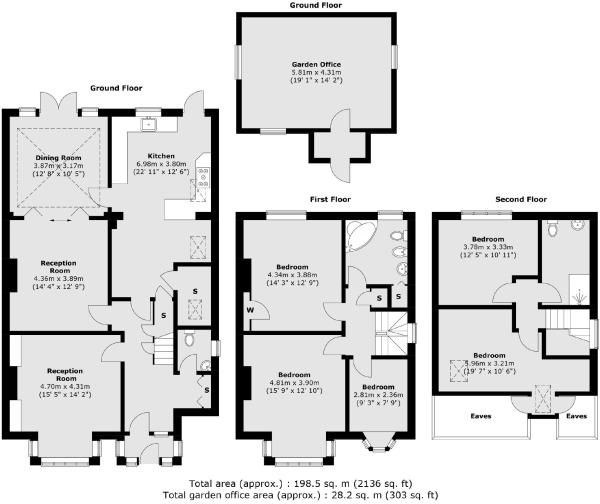 Ground Floor
Garden Office
5.81m x 4.31m
(19' 1" x 14' 2")
Ground Floor
Dining Room
3.87m x 3.17m
(12' 8" x 10' 5")
Kitchen
6.98m x 3.80m
(22' 11" x 12' 6")
Reception
Room
4.36m x 3.89m
(14' 4" x 12' 9")
S
S
Reception
Room
4.70m x 4.31m
(15' 5" x 14' 2")
S
First Floor
Bedroom
4.34m x 3.88m
(14' 3" x 12' 9")
W
S
S
Bedroom
4.81m x 3.90m
(15' 9" x 12' 10")
Bedroom
2.81m x 2.36m
(9' 3" x 7' 9")
Second Floor
Bedroom
3.78m x 3.33m
(12' 5" x 10' 11")
Bedroom
5.96m x 3.21m
(19' 7" x 10' 6")
Eaves
Eaves
Total area (approx.) : 198.5 sq. m (2136 sq. ft)
Total garden office area (approx.) : 28.2 sq. m (303 sq. ft)